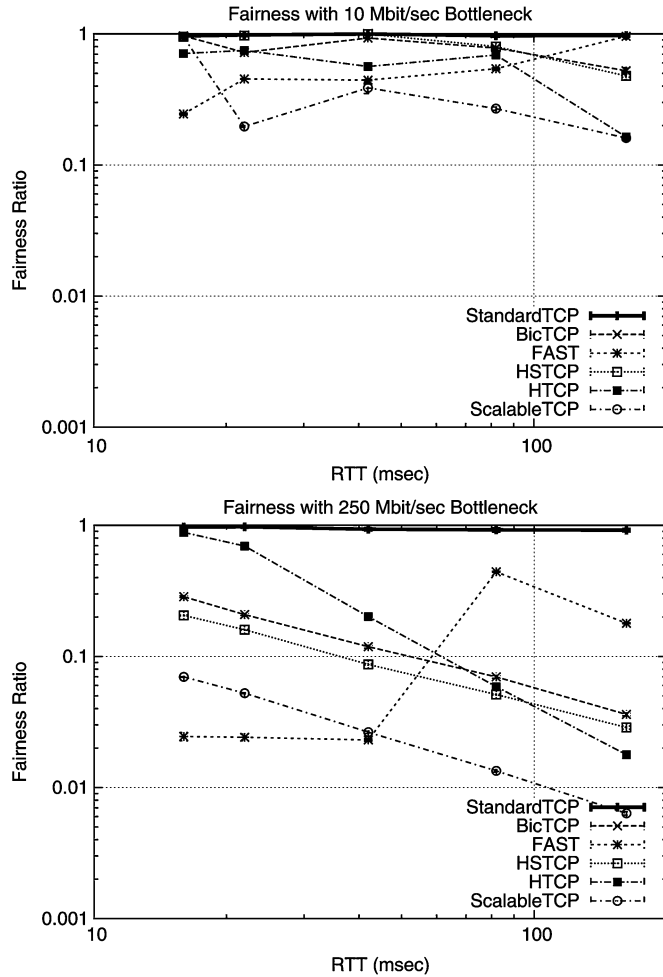 Fairness with 10 Mbit/sec Bottleneck
1
0.1
0.01
0.001
Fairness Ratio
StandardTCP
BicTCP
FAST
HSTCP
HTCP
ScalableTCP
10
100
RTT (msec)
Fairness with 250 Mbit/sec Bottleneck
1
0.1
0.01
0.001
Fairness Ratio
StandardTCP
BicTCP
FAST
HSTCP
HTCP
ScalableTCP
10
100
RTT (msec)